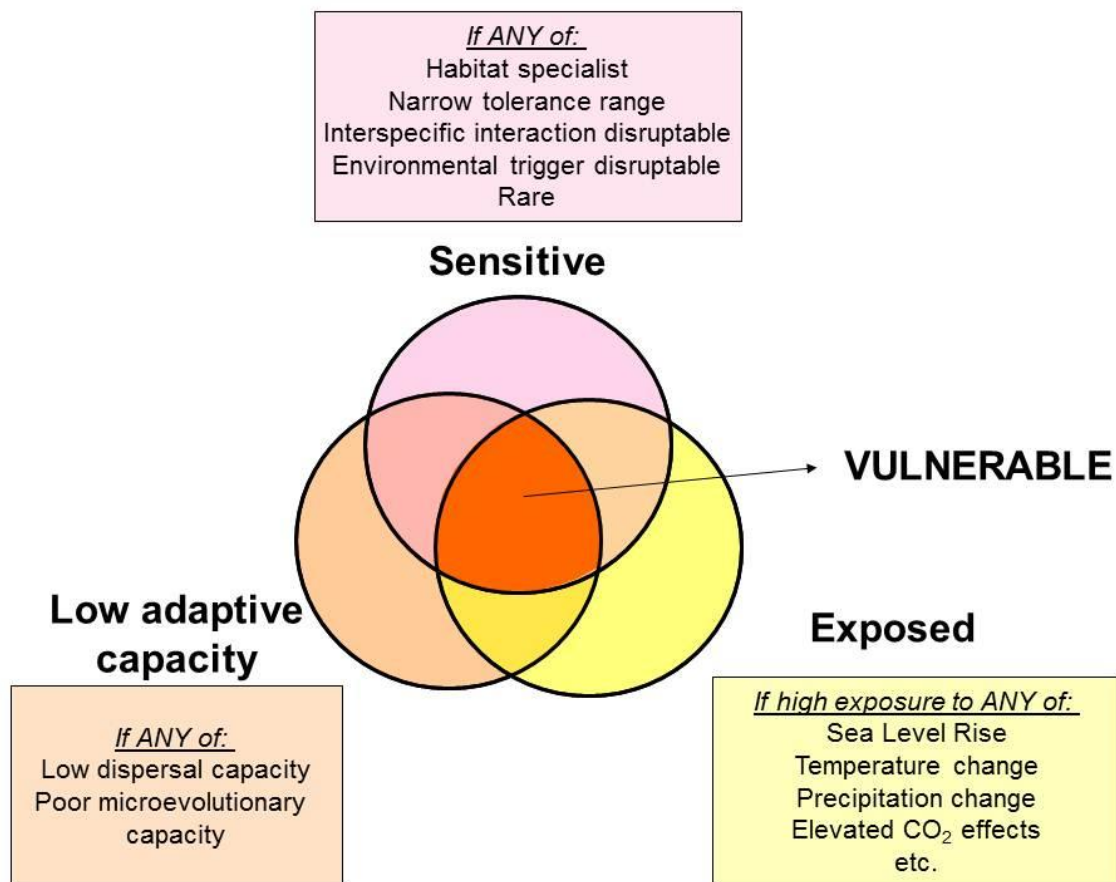 If ANY of:
Habitat specialist
Narrow tolerance range
Interspecific interaction disruptable
Environmental trigger disruptable
Rare
Sensitive
VULNERABLE
Low adaptive
capacity
Exposed
If ANY of:
Low dispersal capacity
Poor microevolutionary
capacity
If high exposure to ANY of:
Sea Level Rise
Temperature change
Precipitation change
Elevated CO₂ effects
etc.